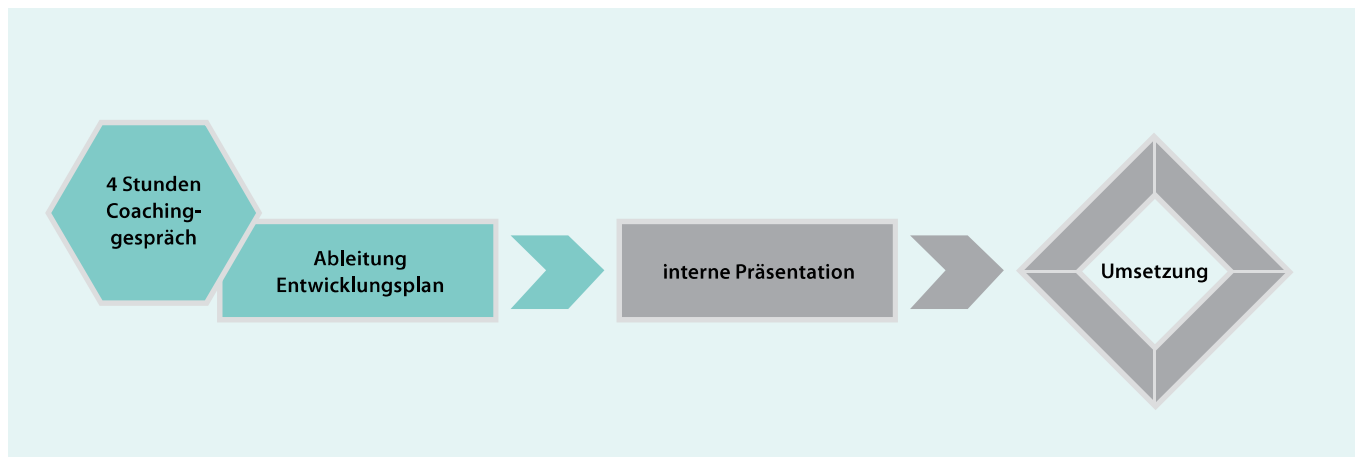 4 Stunden
Coaching-
gespräch
Ableitung
Entwicklungsplan
interne Präsentation
Umsetzung